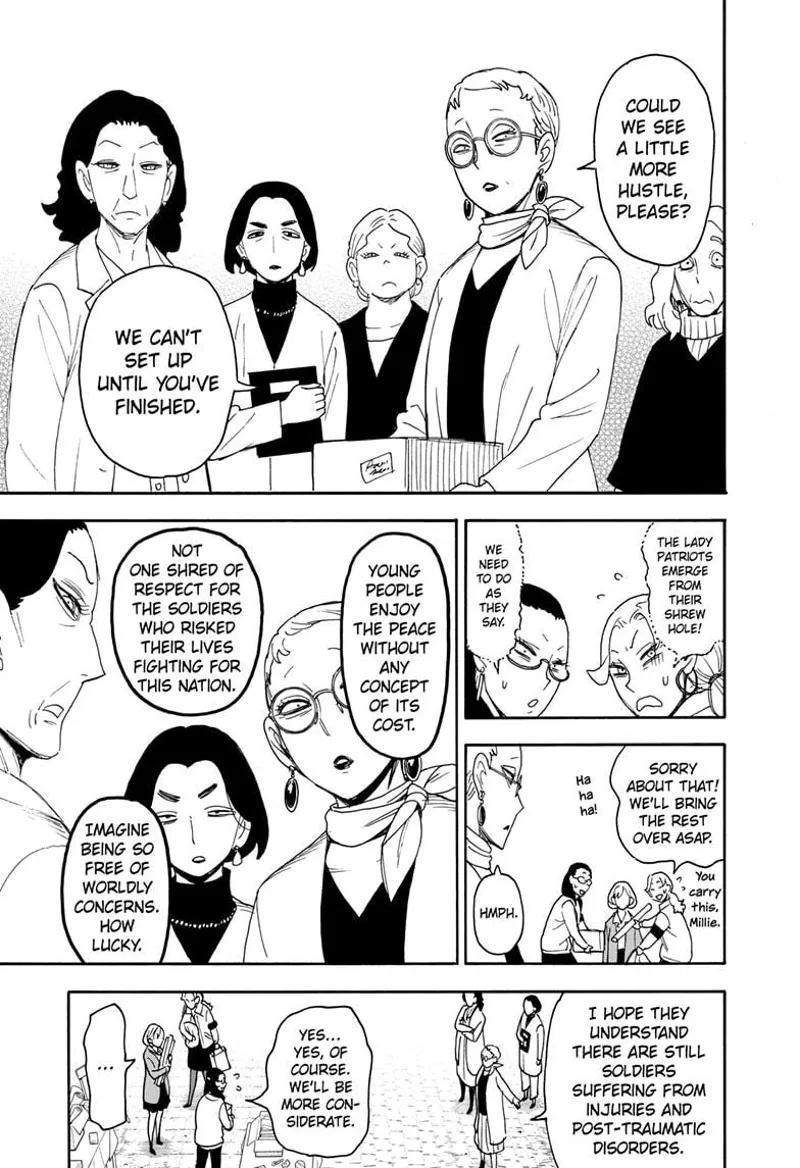 COULD
WE SEE
A LITTLE
MORE
HUSTLE,
PLEASE?
WE CAN'T
SET UP
UNTIL YOU'VE
FINISHED.
THE LADY
PATRIOTS
EMERGE
FROM
THEIR
SHREW
HOLE!
WE
NEED
TO DO
AS
THEY
SAY.
SORRY
ABOUT THAT!
WE'LL BRING
THE REST
OVER ASAP.
You
carry
this,
Millie.
Ha
ha
ha!
HMPH.
YOUNG
PEOPLE
ENJOY
THE PEACE
WITHOUT
ANY
CONCEPT
OF ITS
COST.
NOT
ONE SHRED OF
RESPECT FOR
THE SOLDIERS
WHO RISKED
THEIR LIVES
FIGHTING FOR
THIS NATION.
IMAGINE
BEING SO
FREE OF
WORLDLY
CONCERNS.
HOW
LUCKY.
I HOPE THEY
UNDERSTAND
THERE ARE STILL
SOLDIERS
SUFFERING FROM
INJURIES AND
POST-TRAUMATIC
DISORDERS.
YES...
YES, OF
COURSE.
WE'LL BE
MORE CON-
SIDERATE.
...